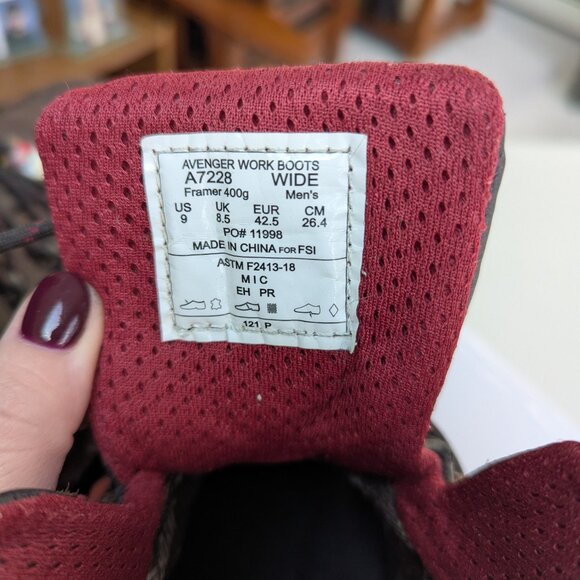 AVENGER WORK BOOTS
A7228 WIDE
Framer 400g Men's
US UK EUR CM
9 8.5 42.5 26.4
PO# 11998
MADE IN CHINA FOR FSI
ASTM F2413-18
M I C
EH PR
121 P